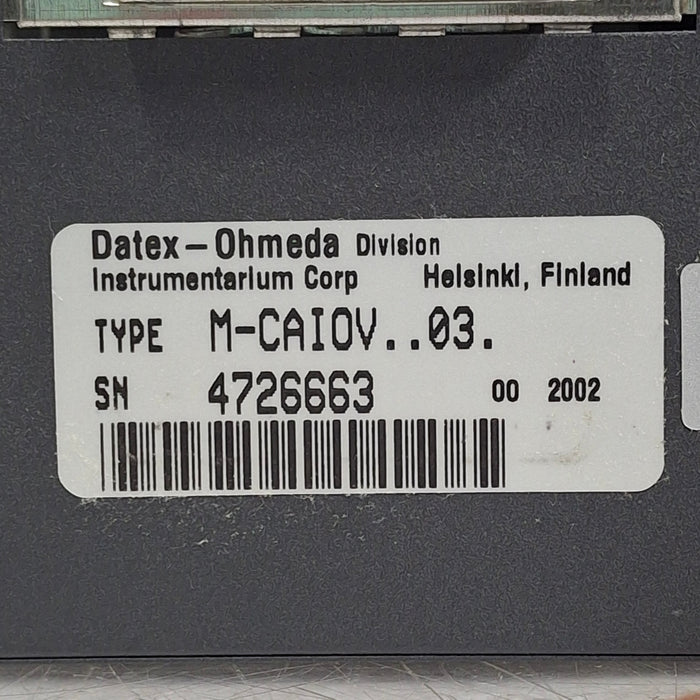 Datex-Ohmeda Division
Instrumentarium Corp Helsinki, Finland
TYPE M-CAIOV..03.
SN 4726663 00 2002